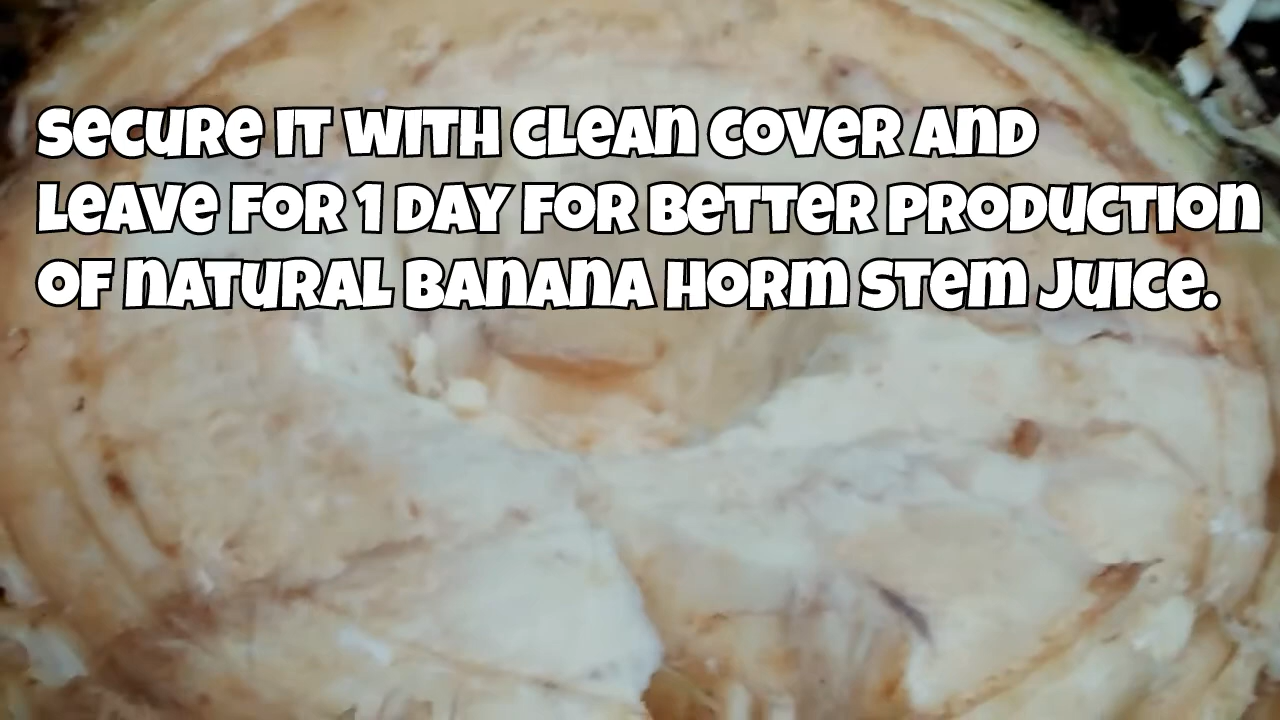 SECURE IT WITH CLEAN COVER AND
LEAVE FOR 1 DAY FOR BETTER PRODUCTION
OF NATURAL BANANA HORM STEM JUICE.